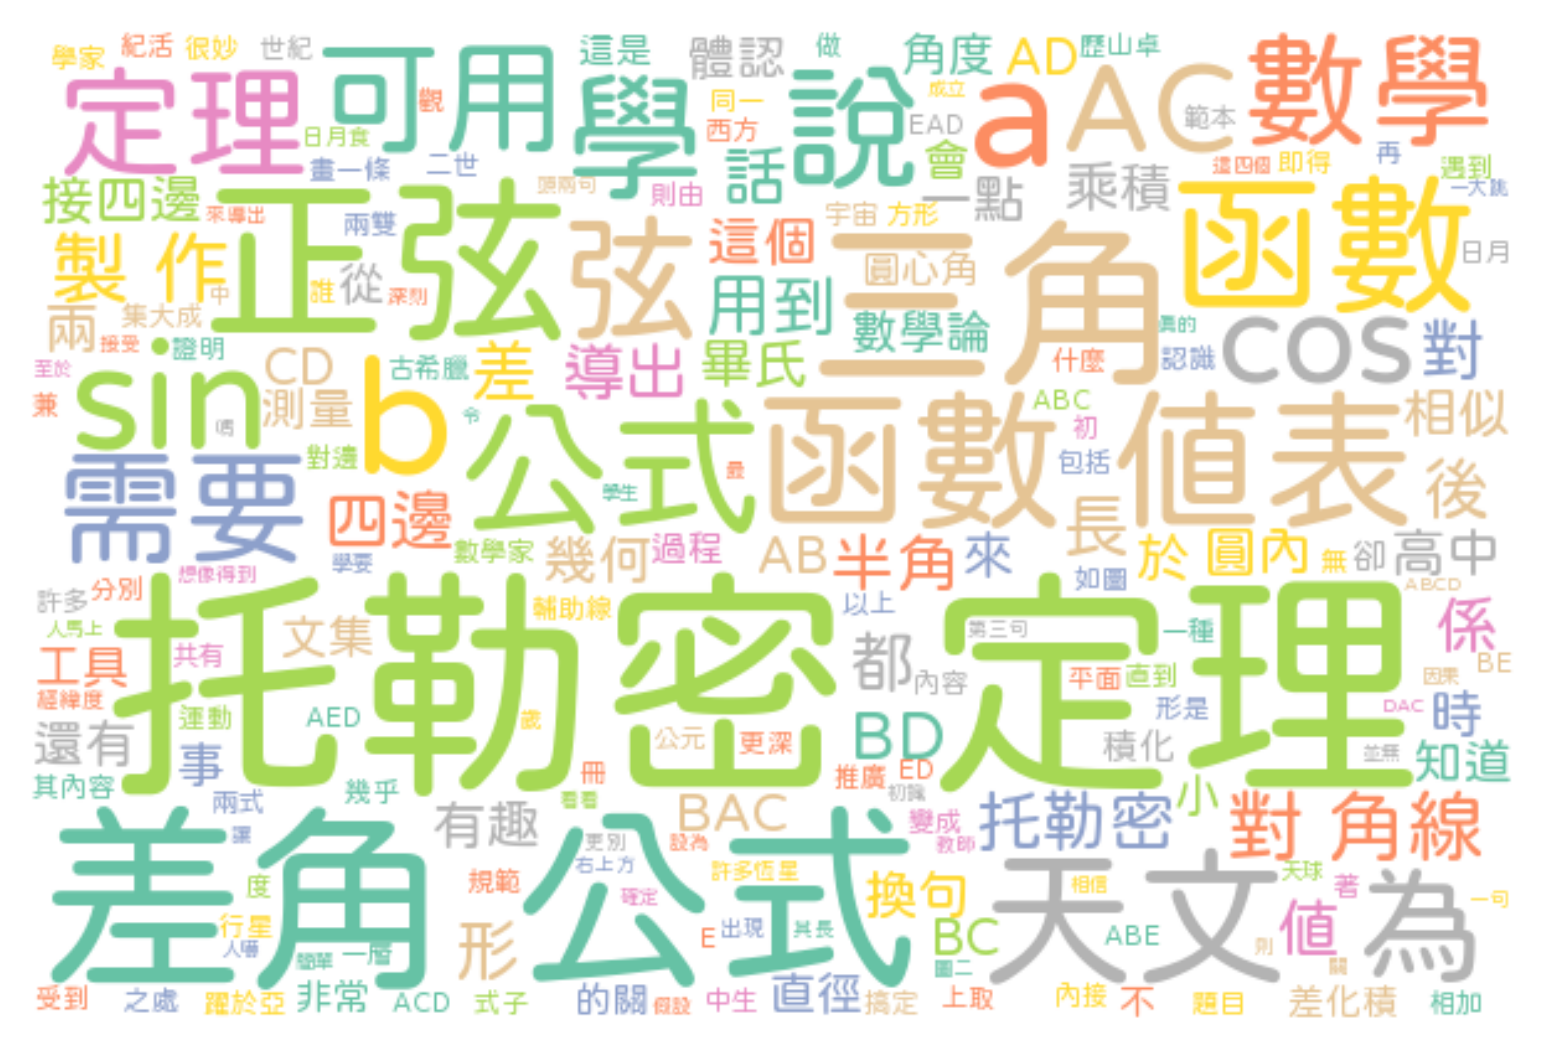 學家 紀活 很妙 世紀 可用 這是 體認 做 角度 AD 歷山卓 數學
定理 日月食 觀 學 同一 說 成立 a AC 範本
西方 EAD 會
畫一條 二世 話 一點 乘積 這四個 即得 再 遇到
接四邊 來導出 正弦 兩雙 頭兩句 則由 宇宙 方形 三角 函數 一大跳
製作 中 誰 從 深刻 弦 這個 圓心角 日月
兩 集大成 用到 數學論 真的 cos 對
至於 接受 證明 CD 古希臘 差 導出 畢氏 什麼 認識
兼 sin 測量 b 令 公式 函數值表 ABC 相似
對邊 最 初 包括
需要 四邊 學生 長 後
學要 數學家 幾何 過程 AB 半角 來 如圖 於 圓內 無 卻 高中
許多 分別 想像得到 托勒密定理 輔助線 以上 ABCD
人馬上 文集 第三句 一種 係
工具 共有 都 內容 平面 直到 因果 BE
經緯度 運動 AED 歲 公元 更深 BD 形是 DAC 時
還有 事 積化 並無 知道
其內容 兩式 幾乎 冊 看看 推廣 ED 初識 小
差角公式 有趣 BAC 變成 托勒密 對角線
更別 設為 教師
度 右上方 許多恆星 換句 天文 相信 天球 著 為
規範 確定 一句
行星 人嘛 簡單 一層 形 E 出現 其長 BC ABE 則 值
圖二 關
受到 之處 躍於亞 非常 ACD 式子 的關 假設 中生 直徑 搞定 上取 內接 不 題目 差化積 相加